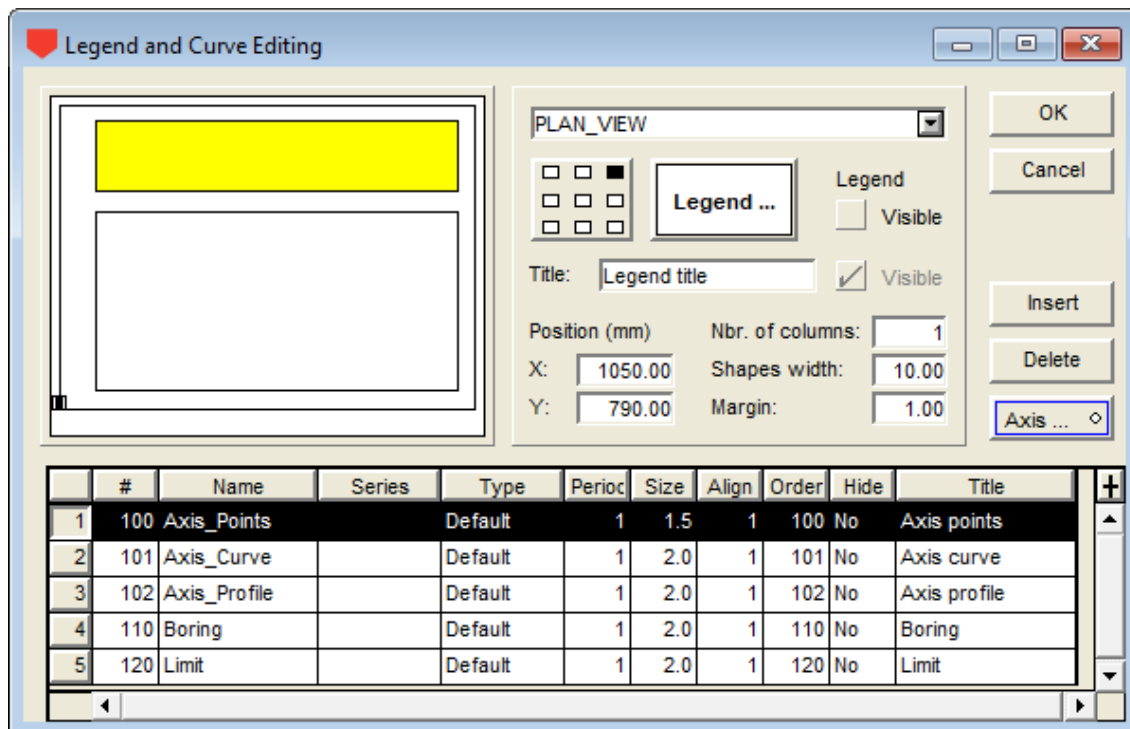 Legend and Curve Editing
PLAN_VIEW
OK
Legend ...
Legend
Visible
Cancel
Title: Legend title Visible
Insert
Position (mm) Nbr. of columns: 1
X: 1050.00 Shapes width: 10.00
Delete
Y: 790.00 Margin: 1.00
Axis ...
# Name Series Type Period Size Align Order Hide Title
1 100 Axis_Points Default 1 1.5 1 100 No Axis points
2 101 Axis_Curve Default 1 2.0 1 101 No Axis curve
3 102 Axis_Profile Default 1 2.0 1 102 No Axis profile
4 110 Boring Default 1 2.0 1 110 No Boring
5 120 Limit Default 1 2.0 1 120 No Limit